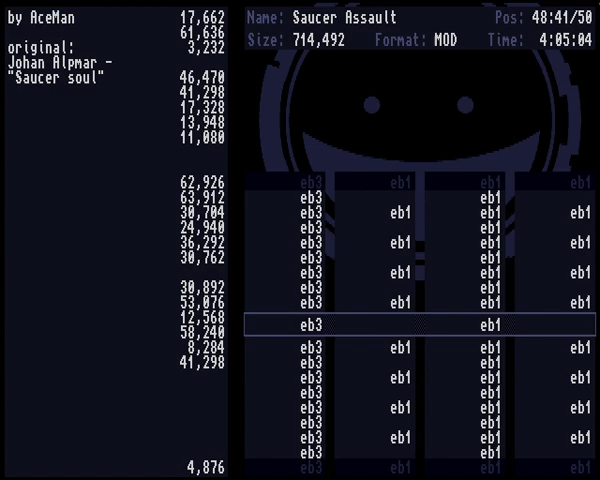 by AceMan 17,662
61,636
original: 3,232
Johan Alpmar -
"Saucer soul" 46,470
41,298
17,328
13,948
11,080
62,926
63,912
30,704
24,940
36,292
30,762
30,892
53,076
12,568
58,240
8,284
41,298
4,876
Name: Saucer Assault Pos: 48:41/50
Size: 714,492 Format: MOD Time: 4:05:04
eb3 eb1 eb1 eb1
eb3 eb1
eb3 eb1 eb1 eb1
eb3 eb1
eb3 eb1 eb1 eb1
eb3 eb1
eb3 eb1 eb1 eb1
eb3 eb1
eb3 eb1 eb1 eb1
eb3 eb1
eb3 eb1 eb1 eb1
eb3 eb1
eb3 eb1 eb1 eb1
eb3 eb1
eb3 eb1 eb1 eb1
eb3 eb1
eb3 eb1 eb1 eb1
eb3 eb1
eb3 eb1 eb1 eb1